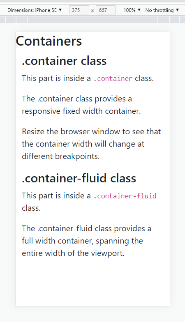 Dimensions: iPhone SE
375
x
667
100%
No throttling
Containers
.container class
This part is inside a .container class.
The .container class provides a
responsive fixed width container.
Resize the browser window to see that
the container width will change at
different breakpoints.
.container-fluid class
This part is inside a .container-fluid
class.
The .container-fluid class provides a
full width container, spanning the
entire width of the viewport.